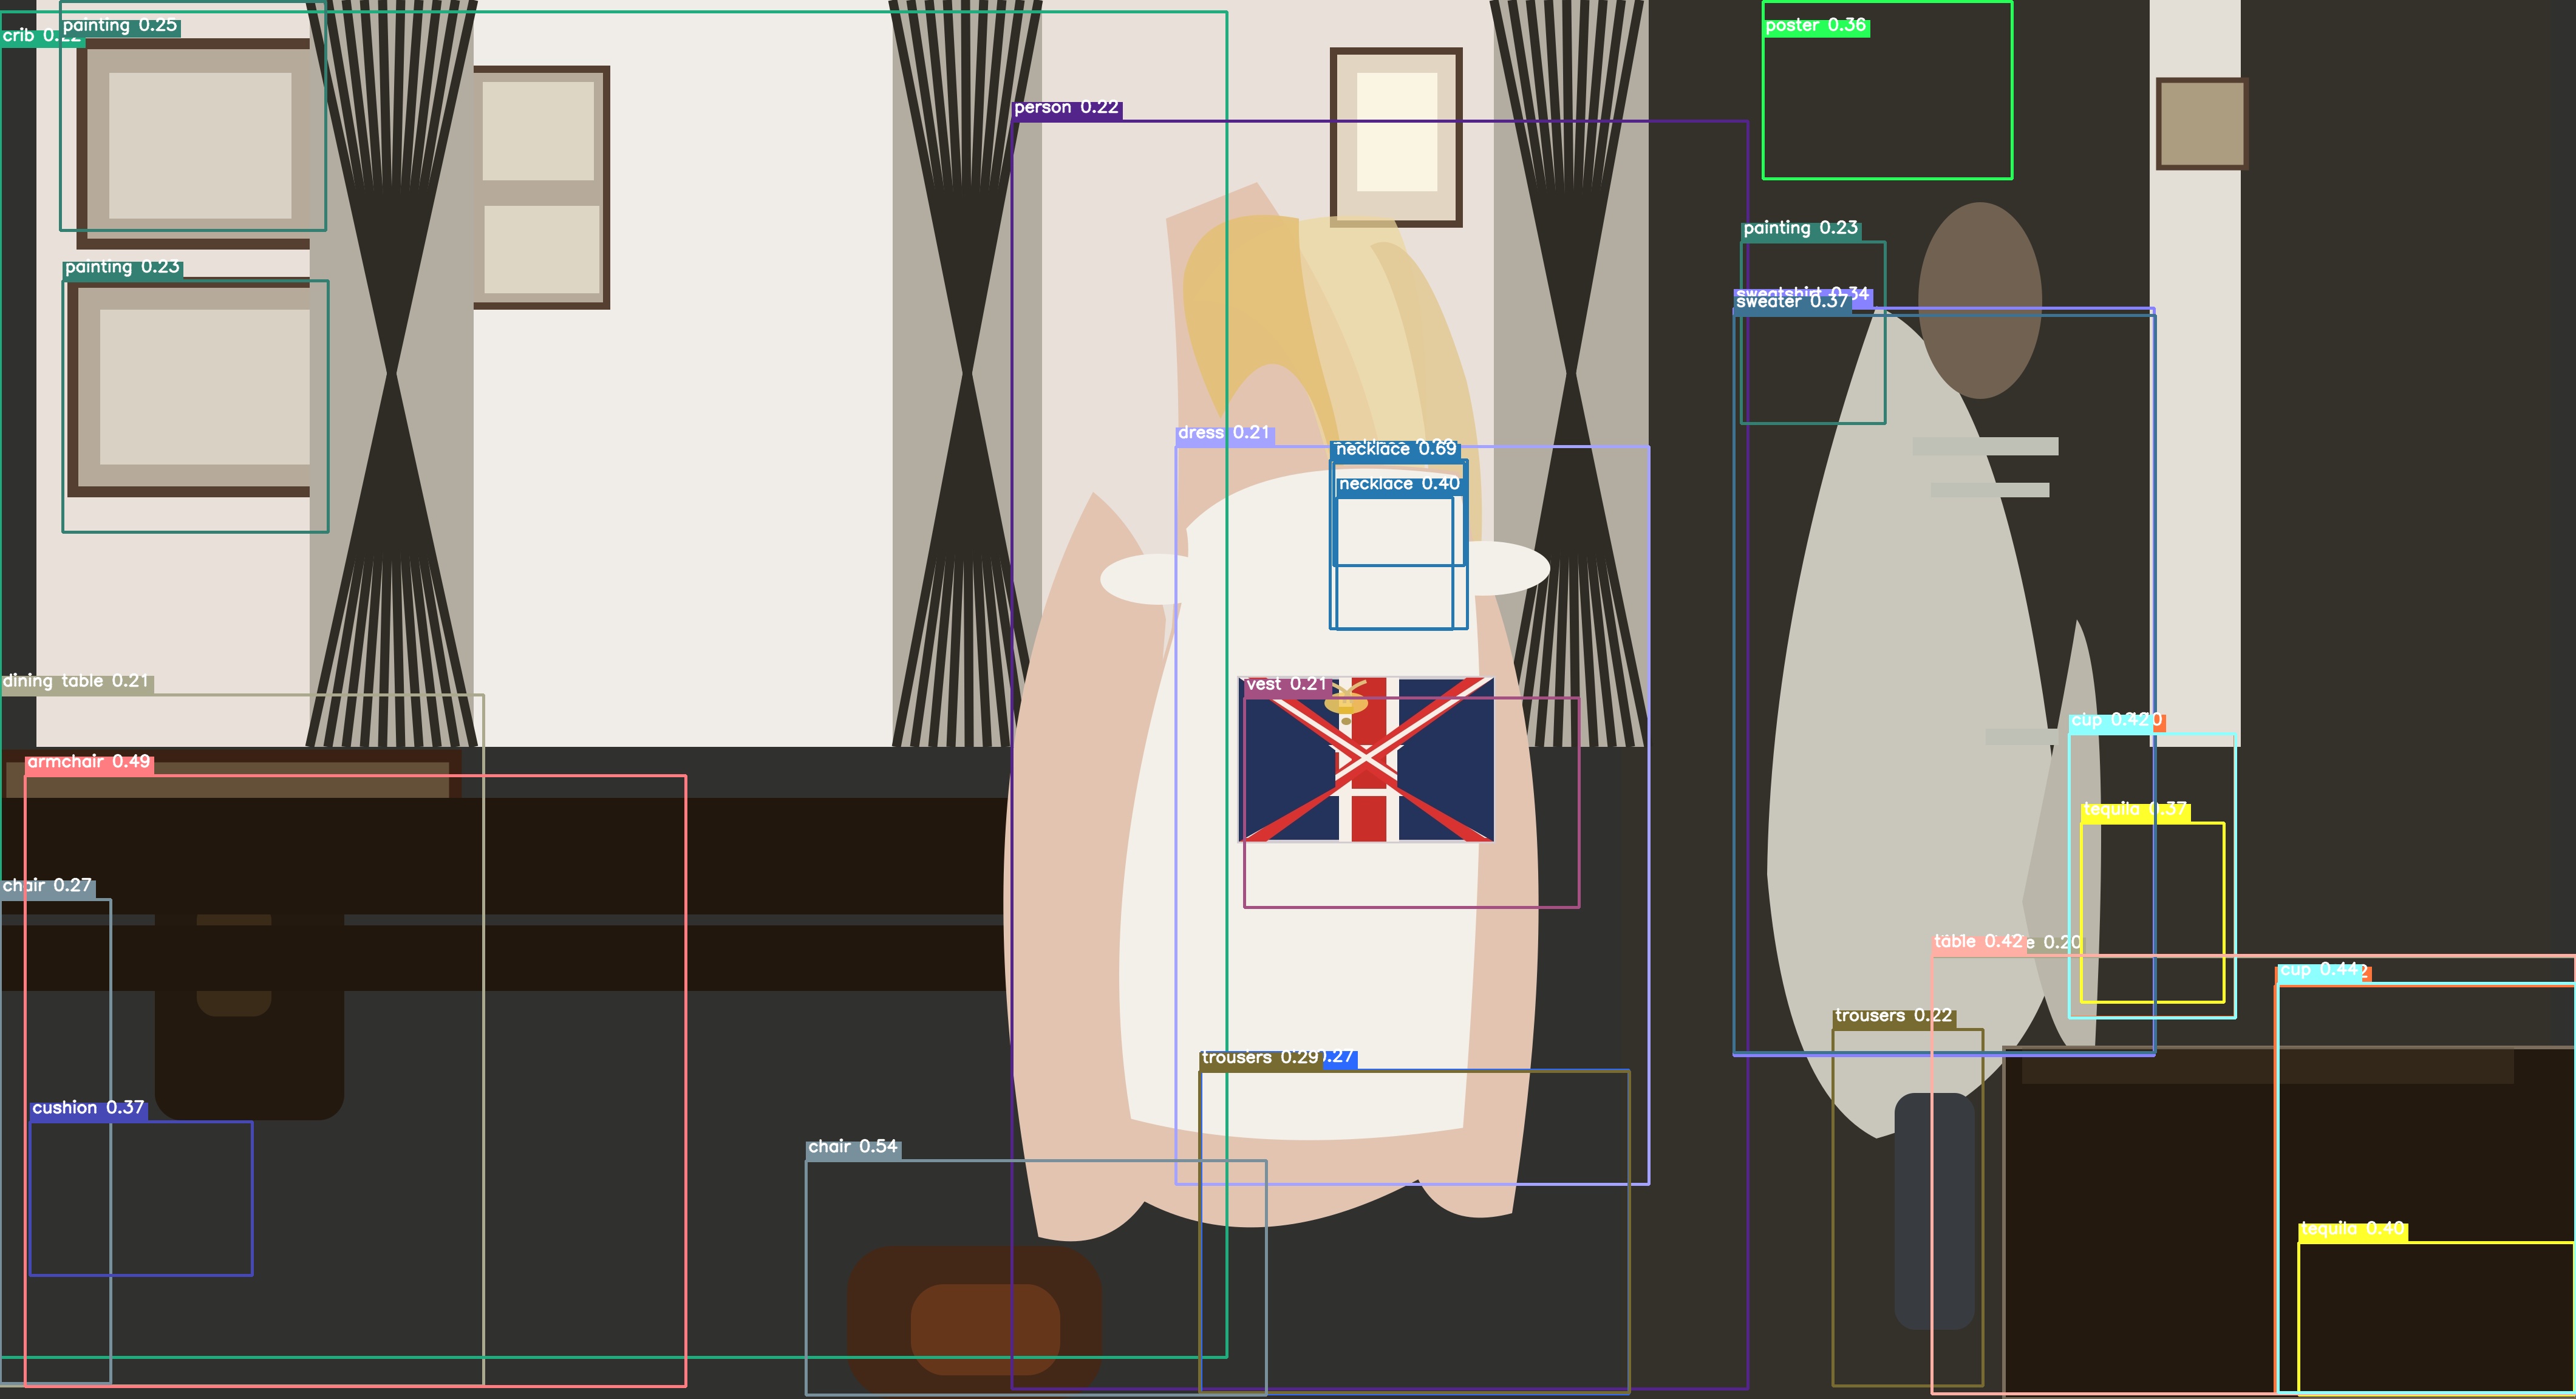 painting 0.25
crib 0.22
poster 0.36
person 0.22
painting 0.23
painting 0.23
sweatshirt 0.34
sweater 0.37
dress 0.21
necklace 0.69
necklace 0.40
dining table 0.21
vest 0.21
cup 0.42
armchair 0.49
tequila 0.37
chair 0.27
table 0.42
e 0.20
cup 0.44
trousers 0.22
trousers 0.29
0.27
cushion 0.37
chair 0.54
tequila 0.40